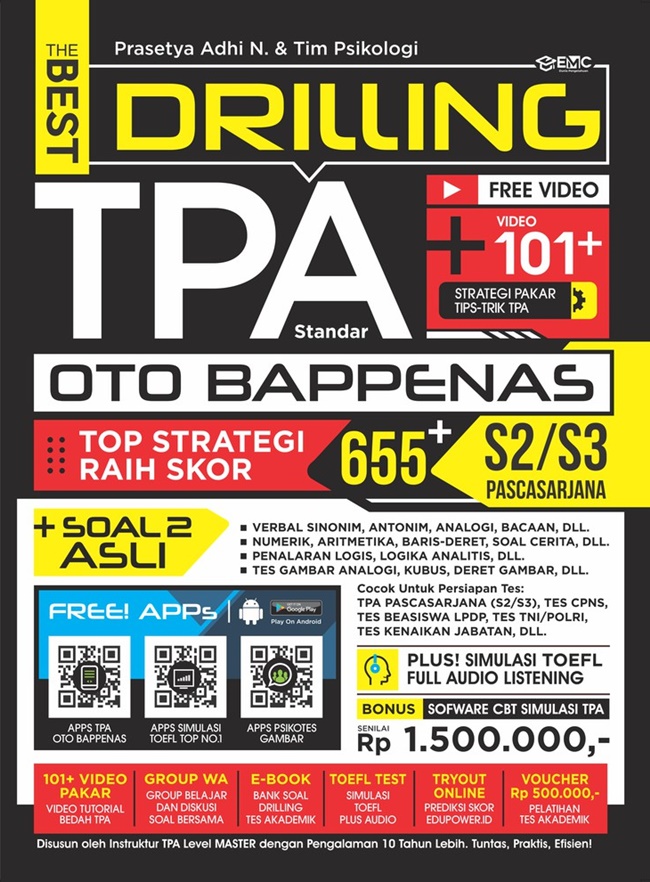 THE
BEST
Prasetya Adhi N. & Tim Psikologi
EMC
DRILLING
TPA
Standar
FREE VIDEO
+
VIDEO
101+
STRATEGI PAKAR
TIPS-TRIK TPA
OTO BAPPENAS
TOP STRATEGI
RAIH SKOR
655+
S2/S3
PASCASARJANA
+ SOAL2
ASLI
VERBAL SINONIM, ANTONIM, ANALOGI, BACAAN, DLL.
NUMERIK, ARITMETIKA, BARIS-DERET, SOAL CERITA, DLL.
PENALARAN LOGIS, LOGIKA ANALITIS, DLL.
TES GAMBAR ANALOGI, KUBUS, DERET GAMBAR, DLL.
FREE! APPs
Google Play
Play On Android
APPS TPA
OTO BAPPENAS
APPS SIMULASI
TOEFL TOP NO.1
APPS PSIKOTES
GAMBAR
Cocok Untuk Persiapan Tes:
TPA PASCASARJANA (S2/S3), TES CPNS,
TES BEASISWA LPDP, TES TNI/POLRI,
TES KENAIKAN JABATAN, DLL.
PLUS! SIMULASI TOEFL
FULL AUDIO LISTENING
BONUS SOFWARE CBT SIMULASI TPA
SENILAI
Rp 1.500.000,-
101+ VIDEO
PAKAR
VIDEO TUTORIAL
BEDAH TPA
GROUP WA
GROUP BELAJAR
DAN DISKUSI
SOAL BERSAMA
E-BOOK
BANK SOAL
DRILLING
TES AKADEMIK
TOEFL TEST
SIMULASI
TOEFL
PLUS AUDIO
TRYOUT
ONLINE
PREDIKSI SKOR
EDUPOWER.ID
VOUCHER
Rp 500.000,-
PELATIHAN
TES AKADEMIK
Disusun oleh Instruktur TPA Level MASTER dengan Pengalaman 10 Tahun Lebih. Tuntas, Praktis, Efisien!